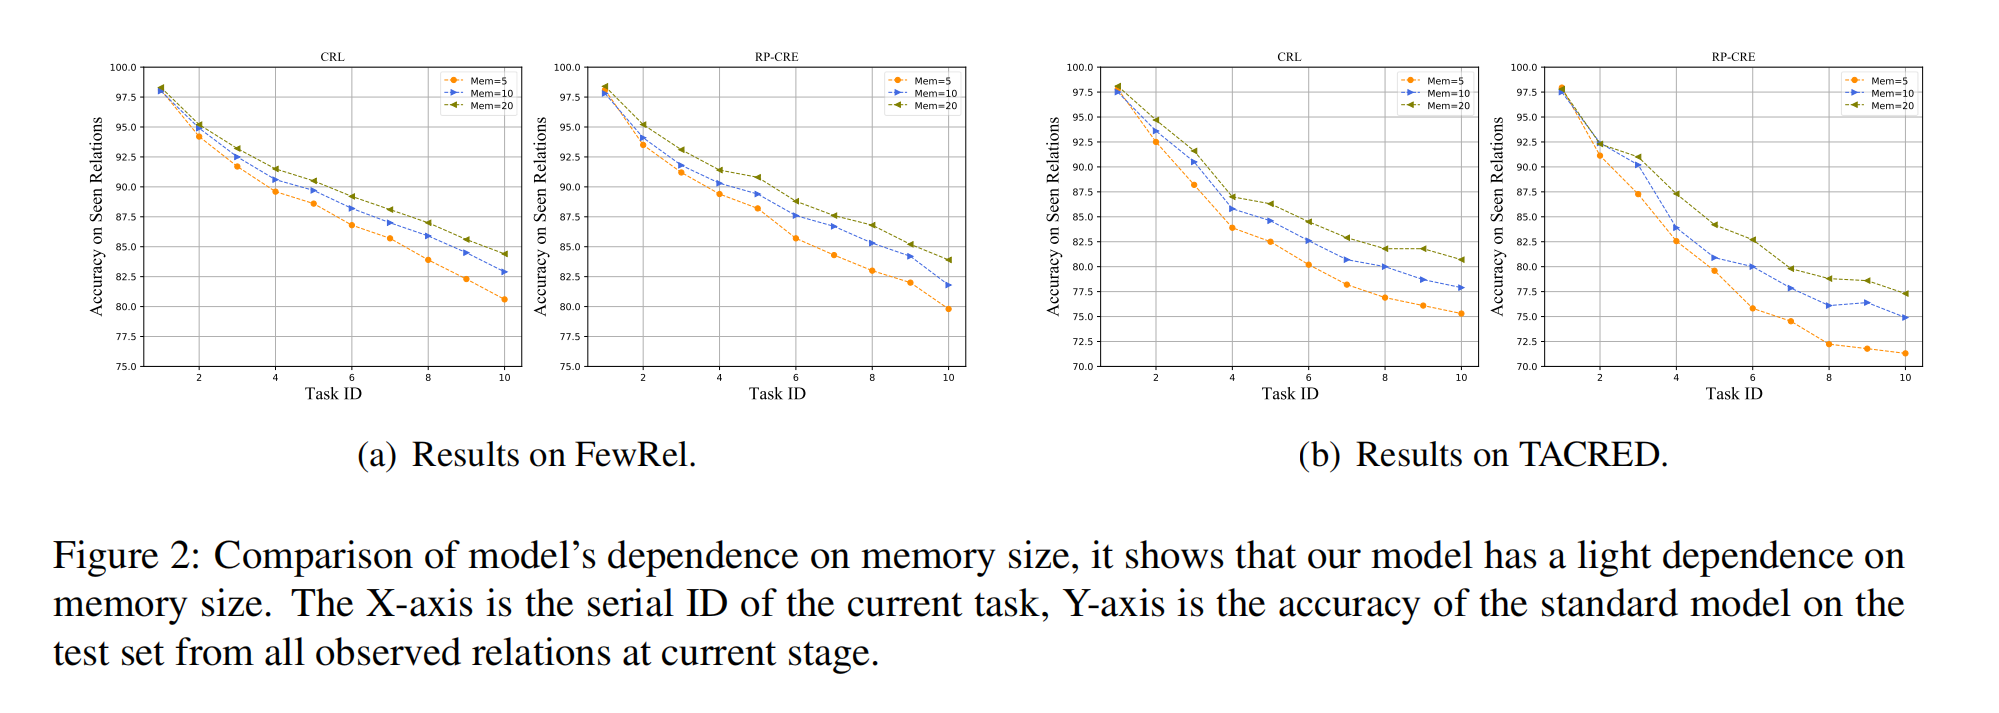 CRL
100.0
97.5
95.0
92.5
90.0
87.5
85.0
82.5
80.0
77.5
75.0
Accuracy on Seen Relations
Mem=5
Mem=10
Mem=20
2 4 6 8 10
Task ID
RP-CRE
100.0
97.5
95.0
92.5
90.0
87.5
85.0
82.5
80.0
77.5
75.0
Accuracy on Seen Relations
Mem=5
Mem=10
Mem=20
2 4 6 8 10
Task ID
(a) Results on FewRel.
CRL
100.0
97.5
95.0
92.5
90.0
87.5
85.0
82.5
80.0
77.5
75.0
72.5
70.0
Accuracy on Seen Relations
Mem=5
Mem=10
Mem=20
2 4 6 8 10
Task ID
RP-CRE
100.0
97.5
95.0
92.5
90.0
87.5
85.0
82.5
80.0
77.5
75.0
72.5
70.0
Accuracy on Seen Relations
Mem=5
Mem=10
Mem=20
2 4 6 8 10
Task ID
(b) Results on TACRED.
Figure 2: Comparison of model's dependence on memory size, it shows that our model has a light dependence on
memory size. The X-axis is the serial ID of the current task, Y-axis is the accuracy of the standard model on the
test set from all observed relations at current stage.